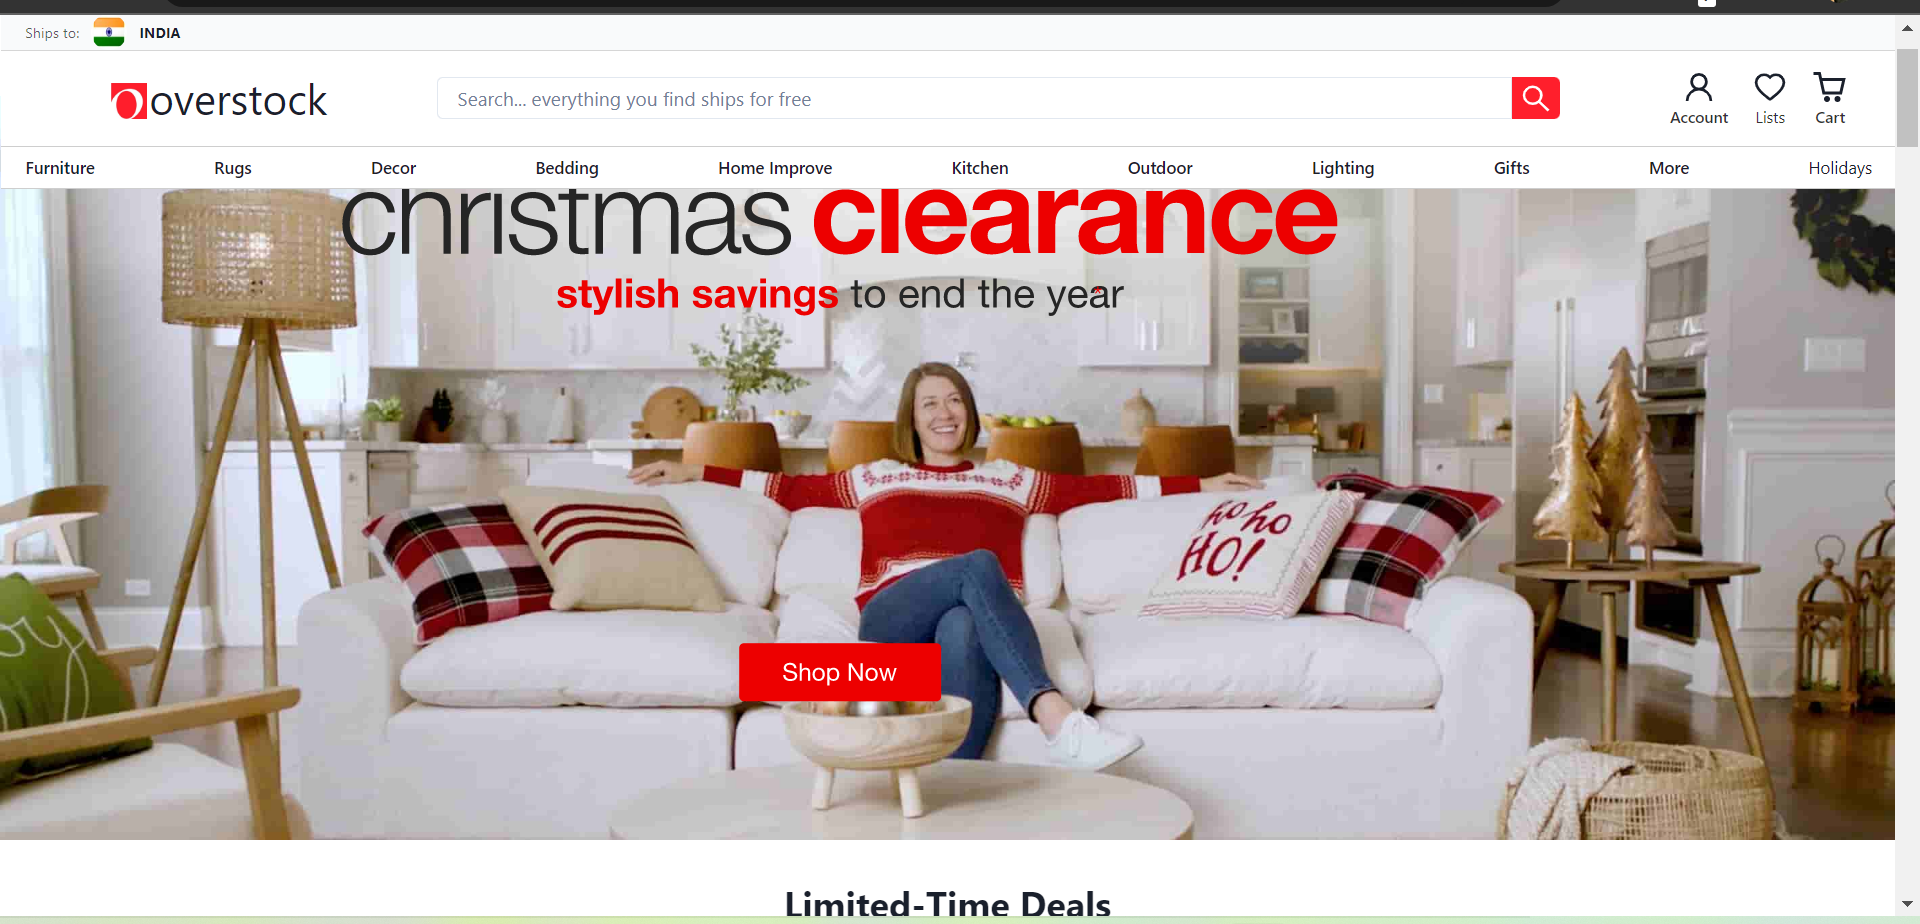 Ships to: INDIA
overstock
Search... everything you find ships for free
Account Lists Cart
Furniture Rugs Decor Bedding Home Improve Kitchen Outdoor Lighting Gifts More Holidays
christmas clearance
stylish savings to end the year
ho ho
HO!
oy
Shop Now
Limited-Time Deals